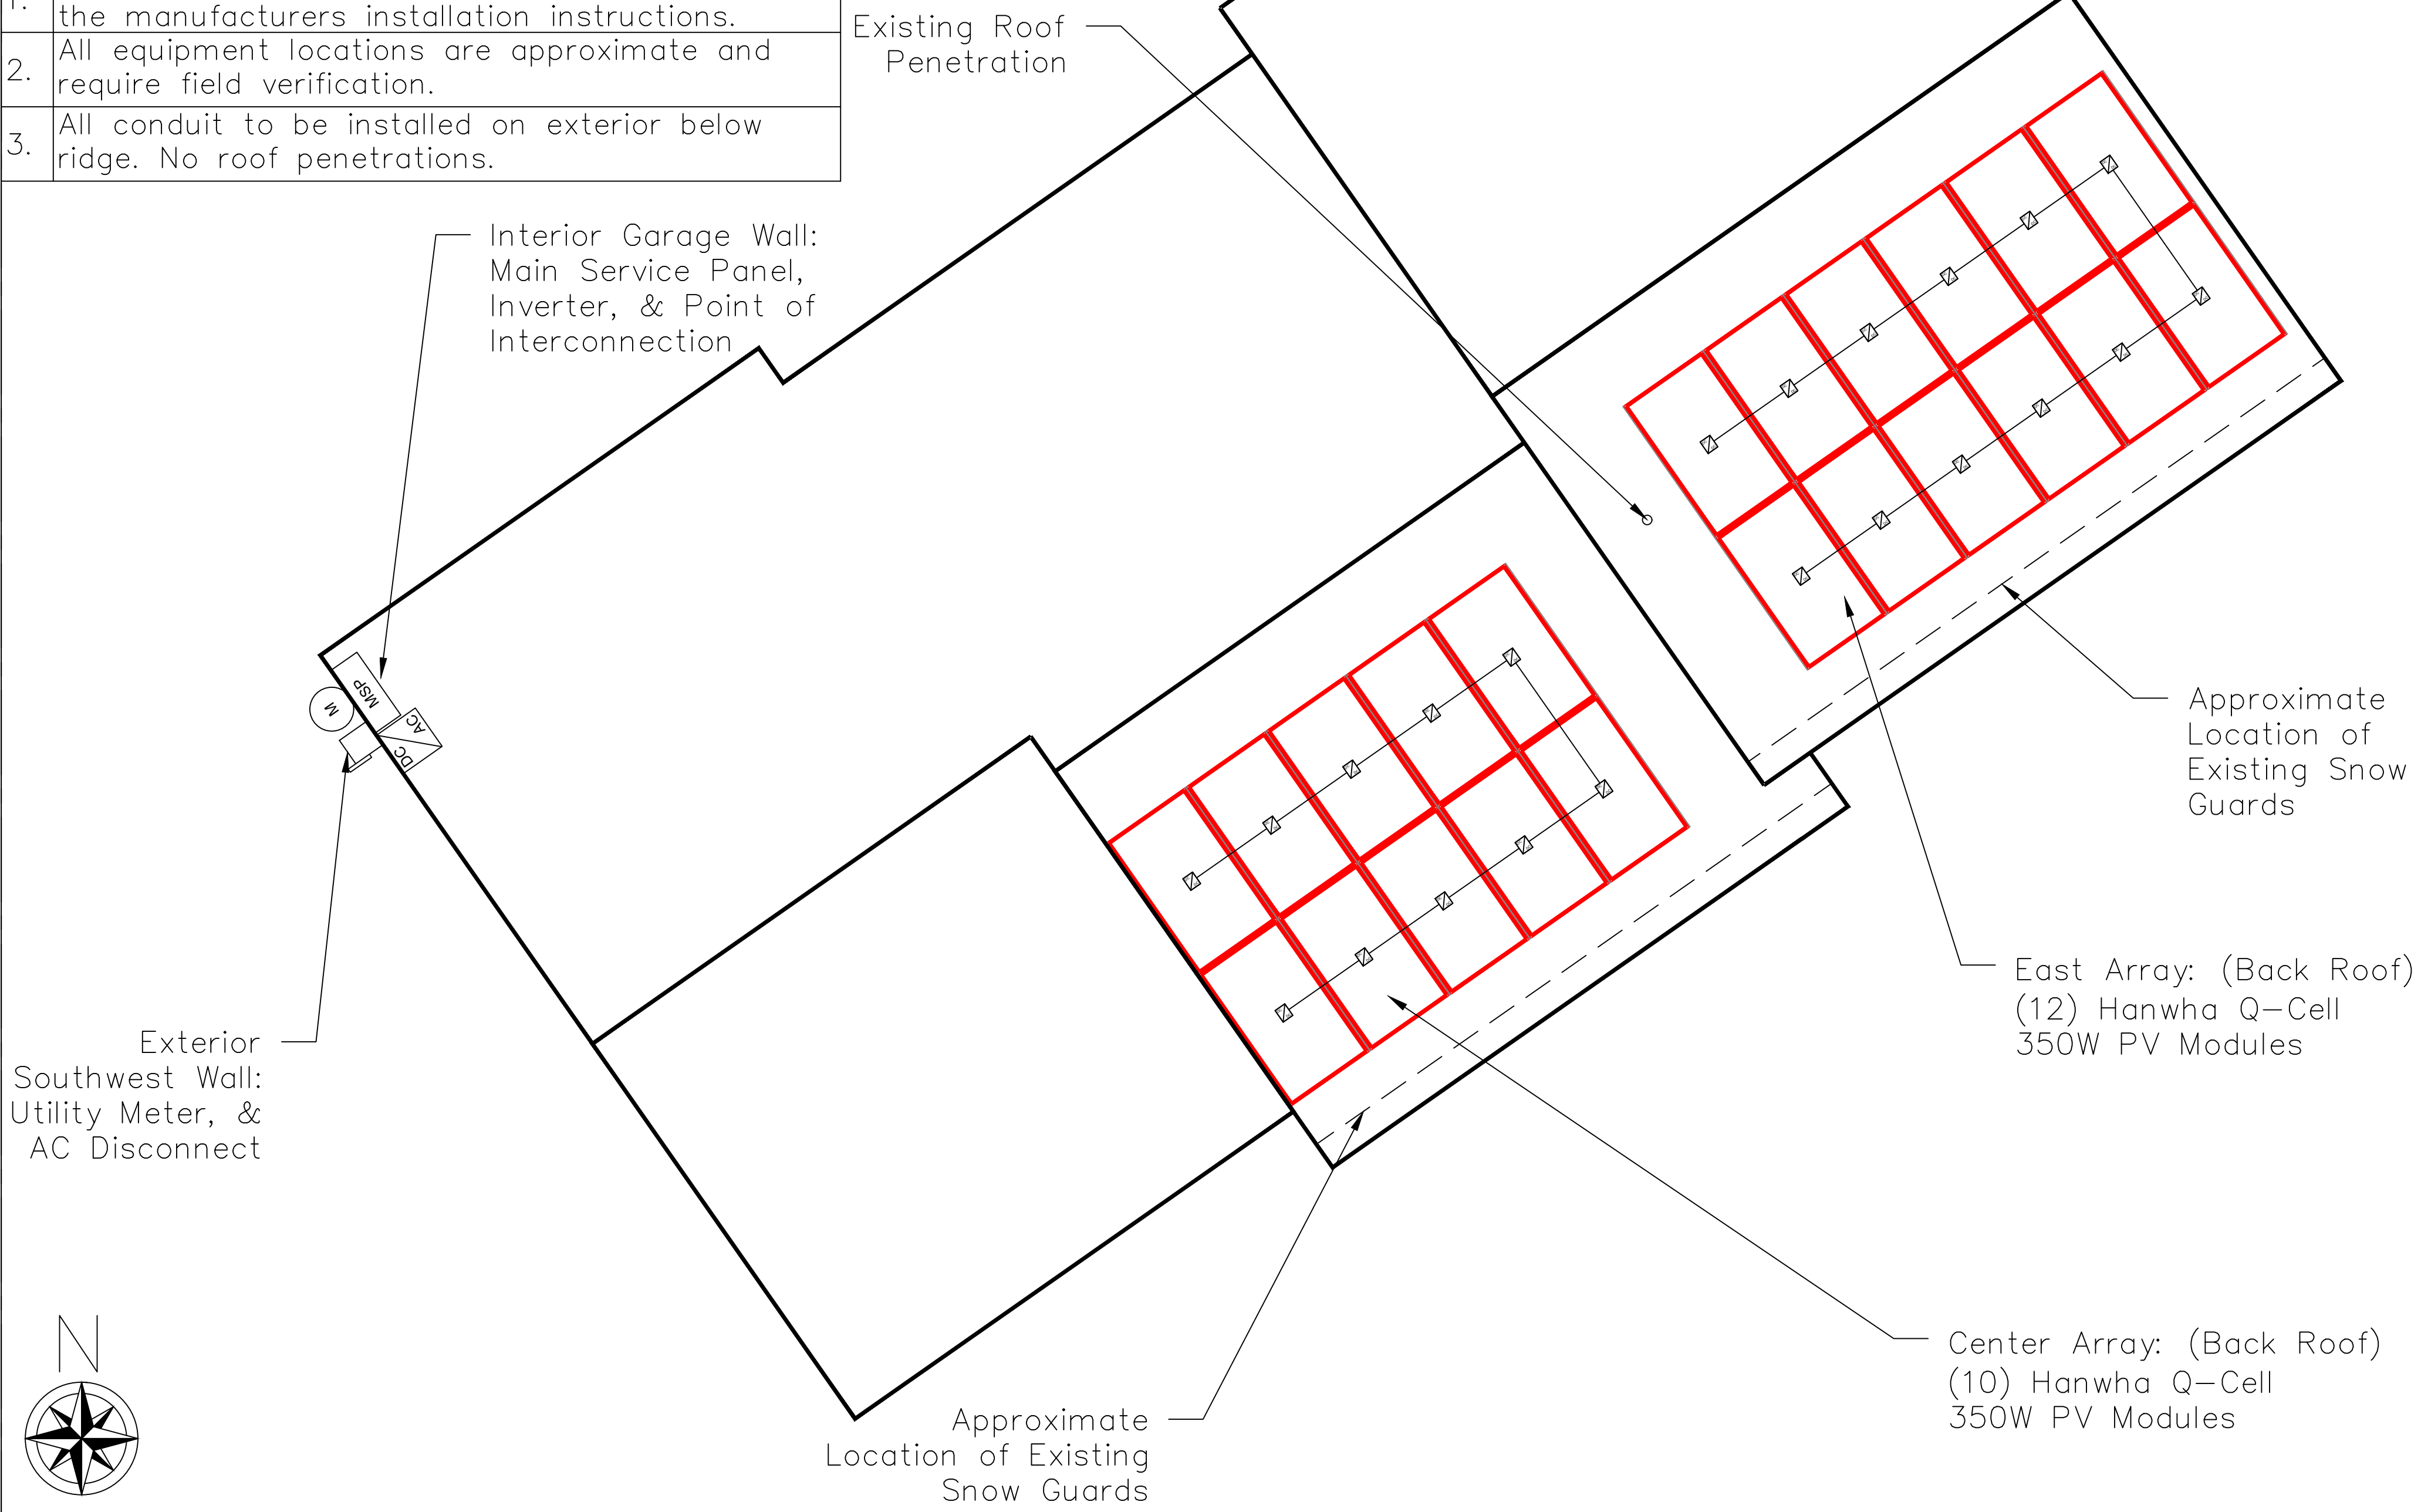 1.
the manufacturers installation instructions.
2.
All equipment locations are approximate and
require field verification.
3.
All conduit to be installed on exterior below
ridge. No roof penetrations.
Existing Roof
Penetration
Interior Garage Wall:
Main Service Panel,
Inverter, & Point of
Interconnection
MSP
M
AC
DC
Approximate
Location of
Existing Snow
Guards
East Array: (Back Roof)
(12) Hanwha Q-Cell
350W PV Modules
Exterior
Southwest Wall:
Utility Meter, &
AC Disconnect
Center Array: (Back Roof)
(10) Hanwha Q-Cell
350W PV Modules
Approximate
Location of Existing
Snow Guards
N